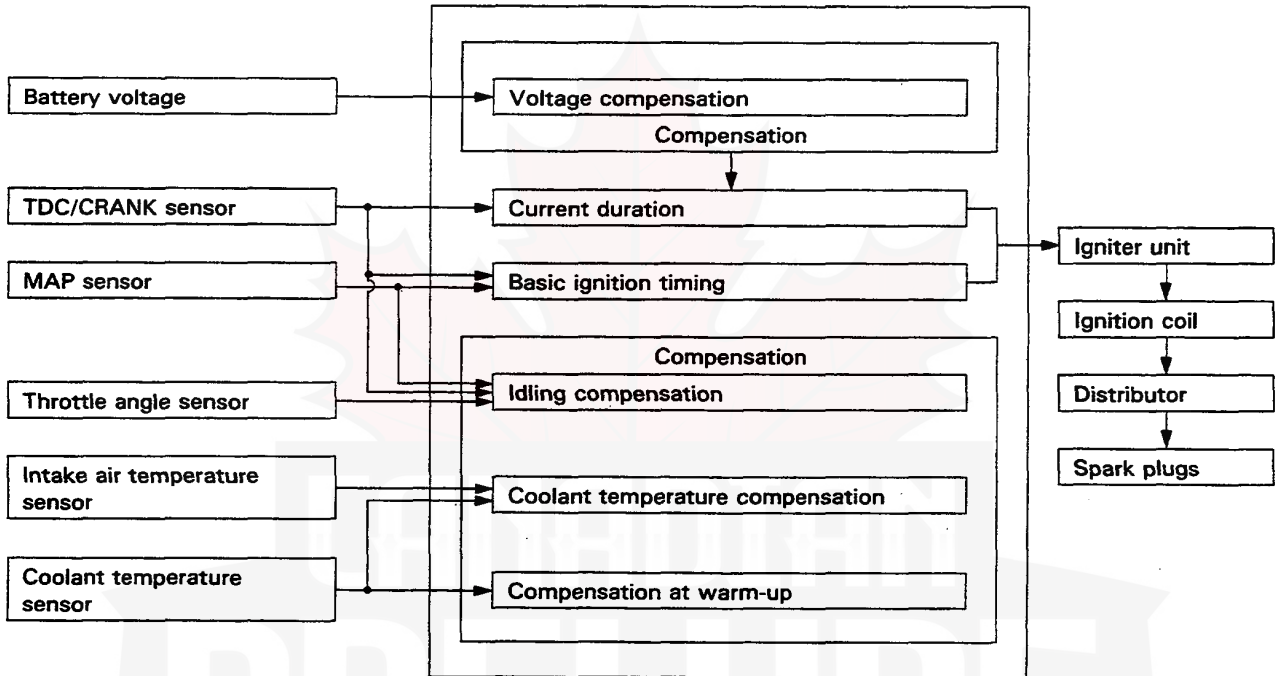 Battery voltage
Voltage compensation
Compensation
TDC/CRANK sensor
Current duration
Igniter unit
MAP sensor
Basic ignition timing
Ignition coil
Compensation
Throttle angle sensor
Idling compensation
Distributor
Intake air temperature
sensor
Coolant temperature compensation
Spark plugs
Coolant temperature
sensor
Compensation at warm-up
CANADIAN
PRELUDE